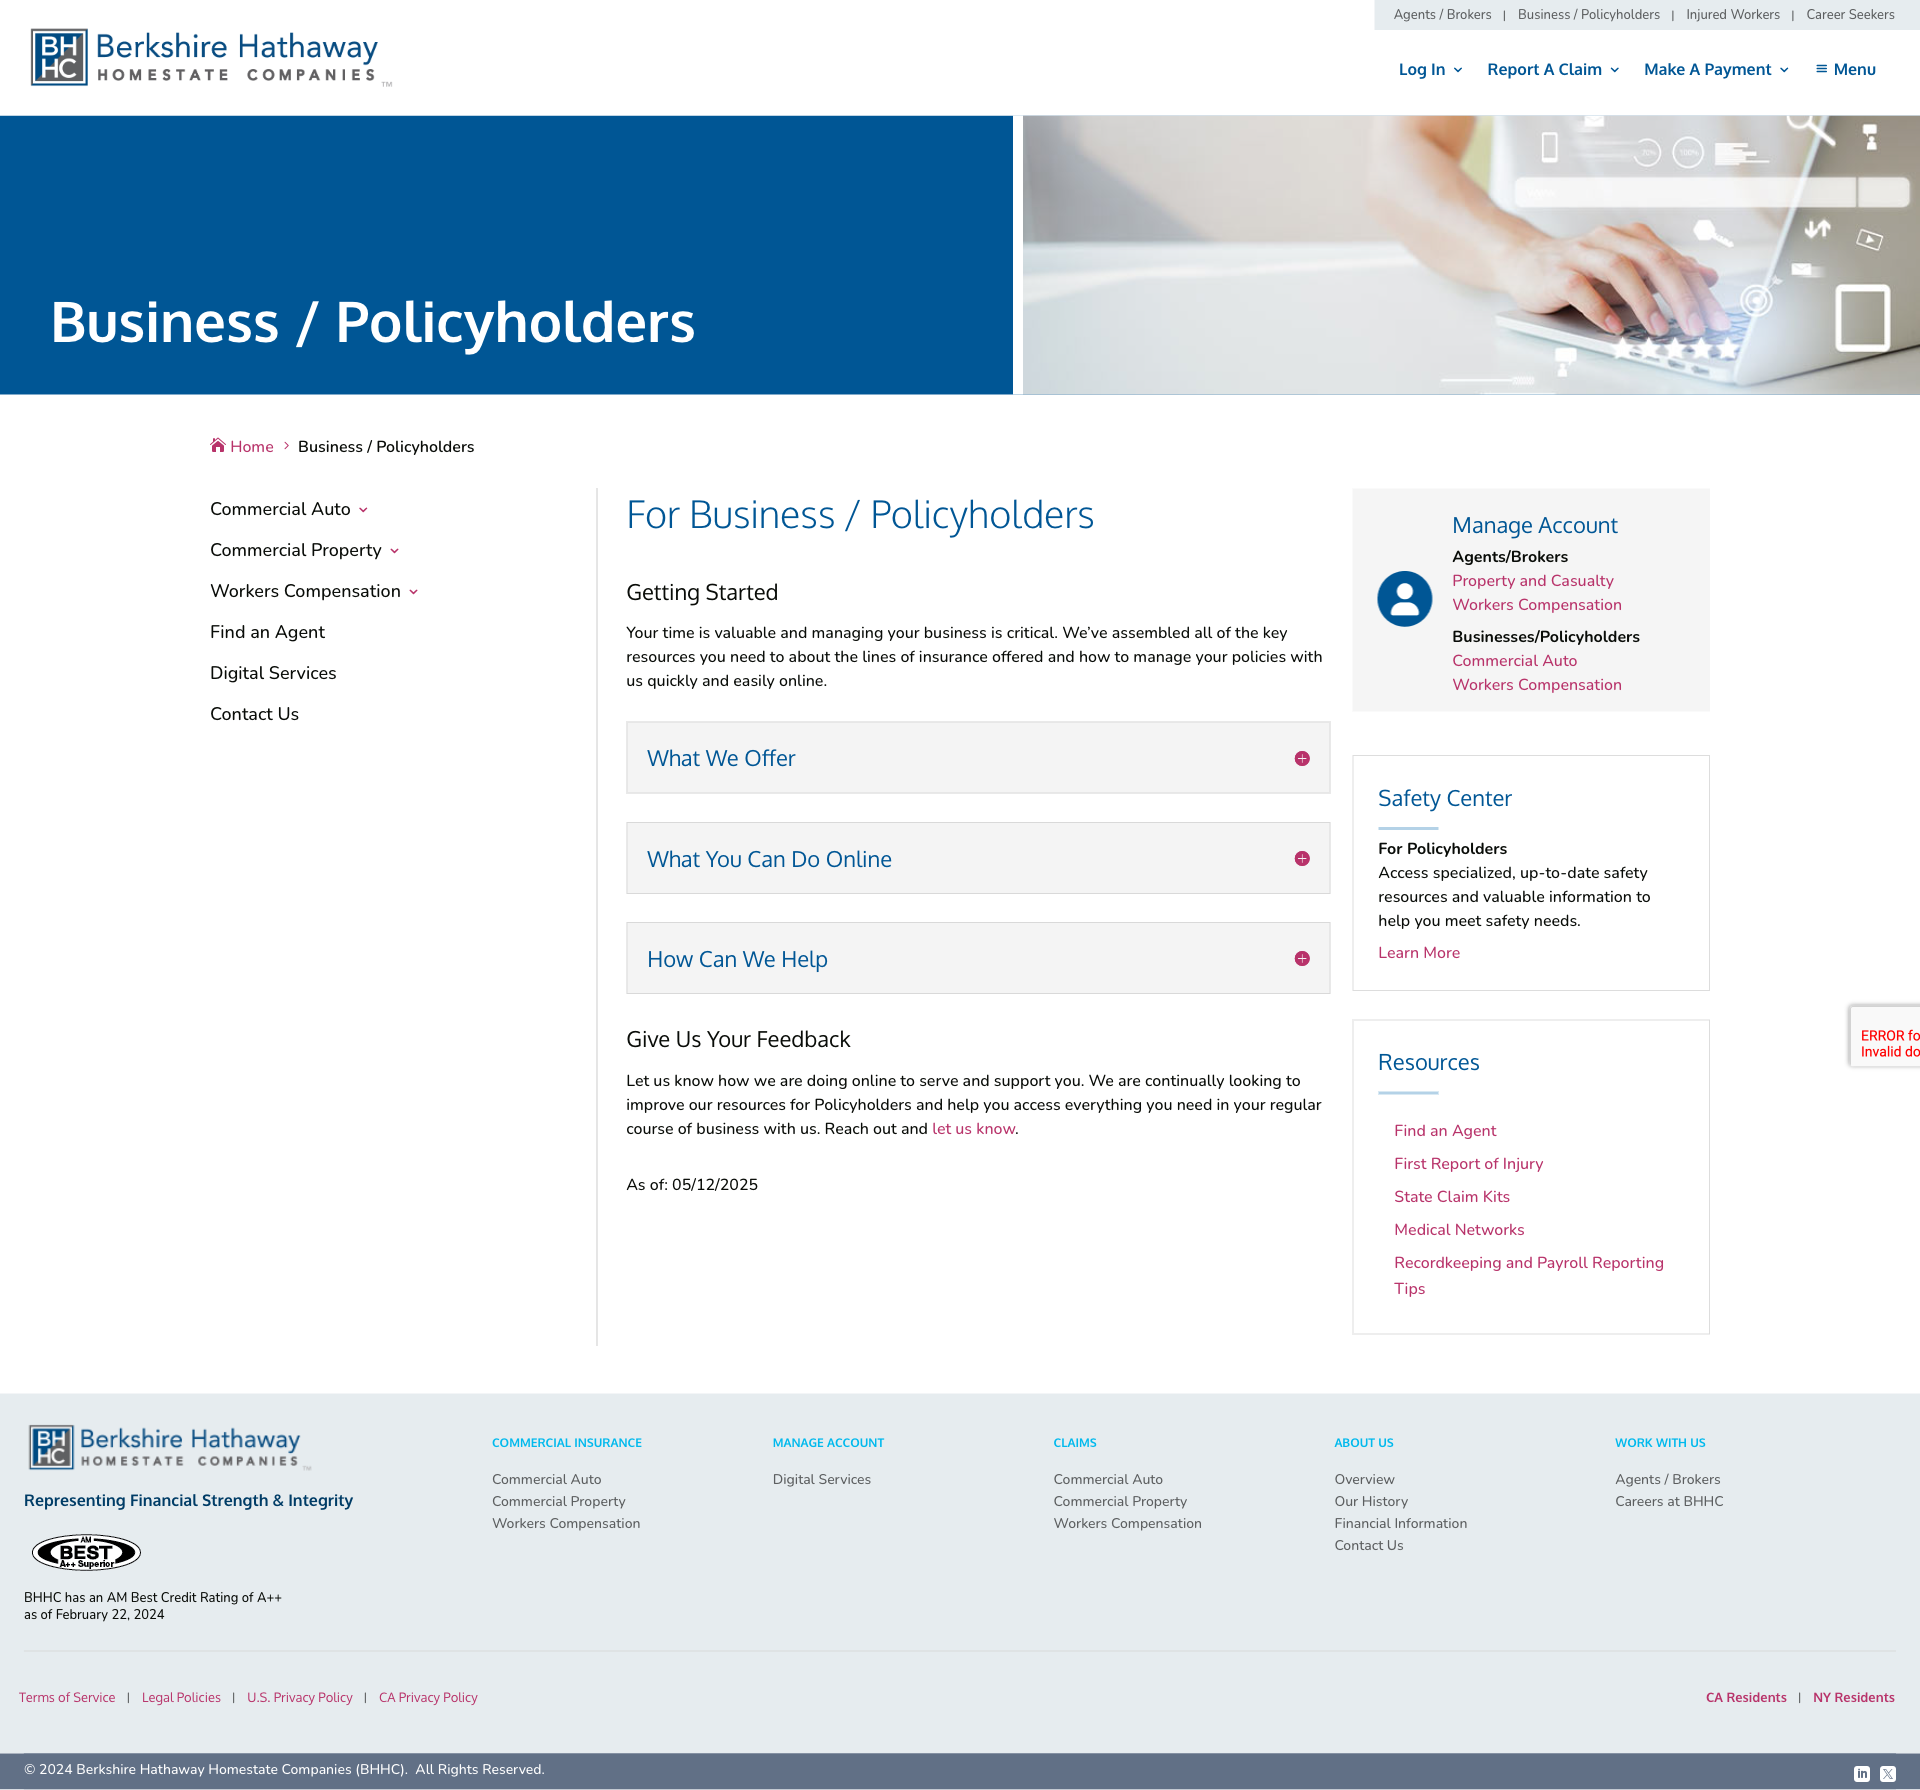 Agents / Brokers | Business / Policyholders | Injured Workers | Career Seekers
BH
HC
Berkshire Hathaway
HOMESTATE COMPANIES ™
Log In
Report A Claim
Make A Payment
Menu
70%
100%
Business / Policyholders
Home
Business / Policyholders
Commercial Auto
Commercial Property
Workers Compensation
Find an Agent
Digital Services
Contact Us
For Business / Policyholders
Getting Started
Your time is valuable and managing your business is critical. We’ve assembled all of the key
resources you need to about the lines of insurance offered and how to manage your policies with
us quickly and easily online.
What We Offer
What You Can Do Online
How Can We Help
Give Us Your Feedback
Let us know how we are doing online to serve and support you. We are continually looking to
improve our resources for Policyholders and help you access everything you need in your regular
course of business with us. Reach out and let us know.
As of: 05/12/2025
Manage Account
Agents/Brokers
Property and Casualty
Workers Compensation
Businesses/Policyholders
Commercial Auto
Workers Compensation
Safety Center
For Policyholders
Access specialized, up-to-date safety
resources and valuable information to
help you meet safety needs.
Learn More
ERROR fo
Invalid do
Resources
Find an Agent
First Report of Injury
State Claim Kits
Medical Networks
Recordkeeping and Payroll Reporting
Tips
BH
HC
Berkshire Hathaway
HOMESTATE COMPANIES ™
Representing Financial Strength & Integrity
AM
BEST
A++ Superior
BHHC has an AM Best Credit Rating of A++
as of February 22, 2024
COMMERCIAL INSURANCE
Commercial Auto
Commercial Property
Workers Compensation
MANAGE ACCOUNT
Digital Services
CLAIMS
Commercial Auto
Commercial Property
Workers Compensation
ABOUT US
Overview
Our History
Financial Information
Contact Us
WORK WITH US
Agents / Brokers
Careers at BHHC
Terms of Service | Legal Policies | U.S. Privacy Policy | CA Privacy Policy
CA Residents | NY Residents
© 2024 Berkshire Hathaway Homestate Companies (BHHC). All Rights Reserved.